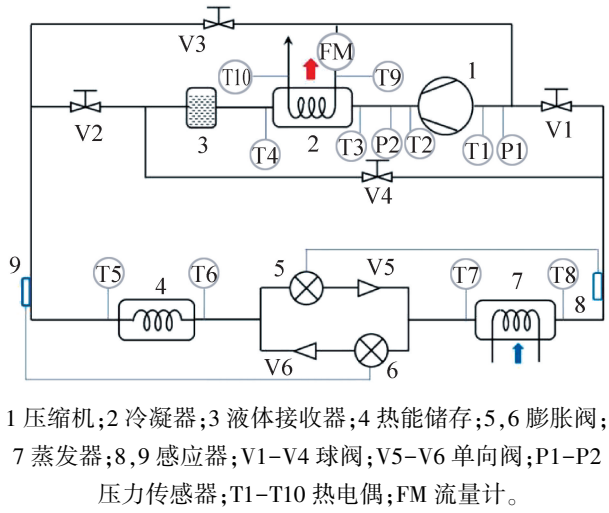 V3
FM
T10
T9
1
V2
3
T4
2
T3
P2
T2
T1
P1
V1
V4
9
T5
4
T6
5
V5
T7
7
T8
8
V6
6
1 压缩机;2 冷凝器;3 液体接收器;4 热能储存;5,6 膨胀阀;
7 蒸发器;8,9 感应器;V1-V4 球阀;V5-V6 单向阀;P1-P2
压力传感器;T1-T10 热电偶;FM 流量计。